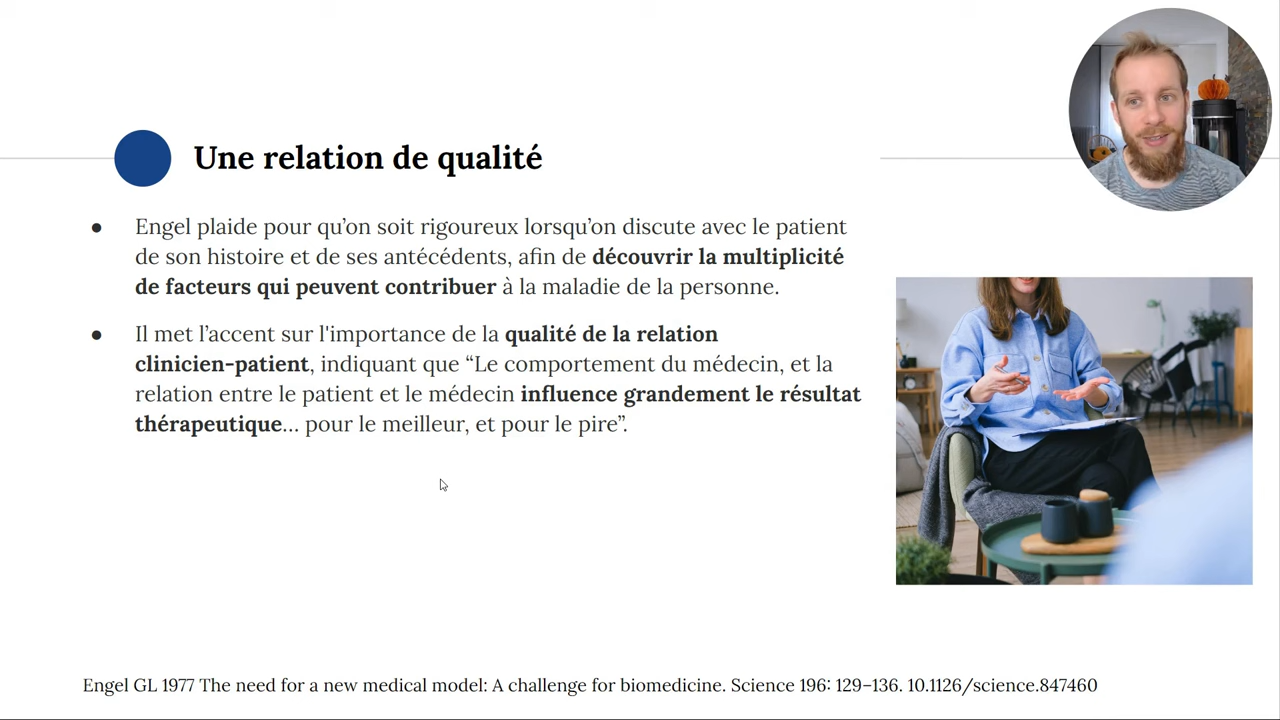 Une relation de qualité
● Engel plaide pour qu’on soit rigoureux lorsqu’on discute avec le patient
de son histoire et de ses antécédents, afin de découvrir la multiplicité
de facteurs qui peuvent contribuer à la maladie de la personne.
● Il met l’accent sur l'importance de la qualité de la relation
clinicien-patient, indiquant que “Le comportement du médecin, et la
relation entre le patient et le médecin influence grandement le résultat
thérapeutique… pour le meilleur, et pour le pire”.
Engel GL 1977 The need for a new medical model: A challenge for biomedicine. Science 196: 129–136. 10.1126/science.847460